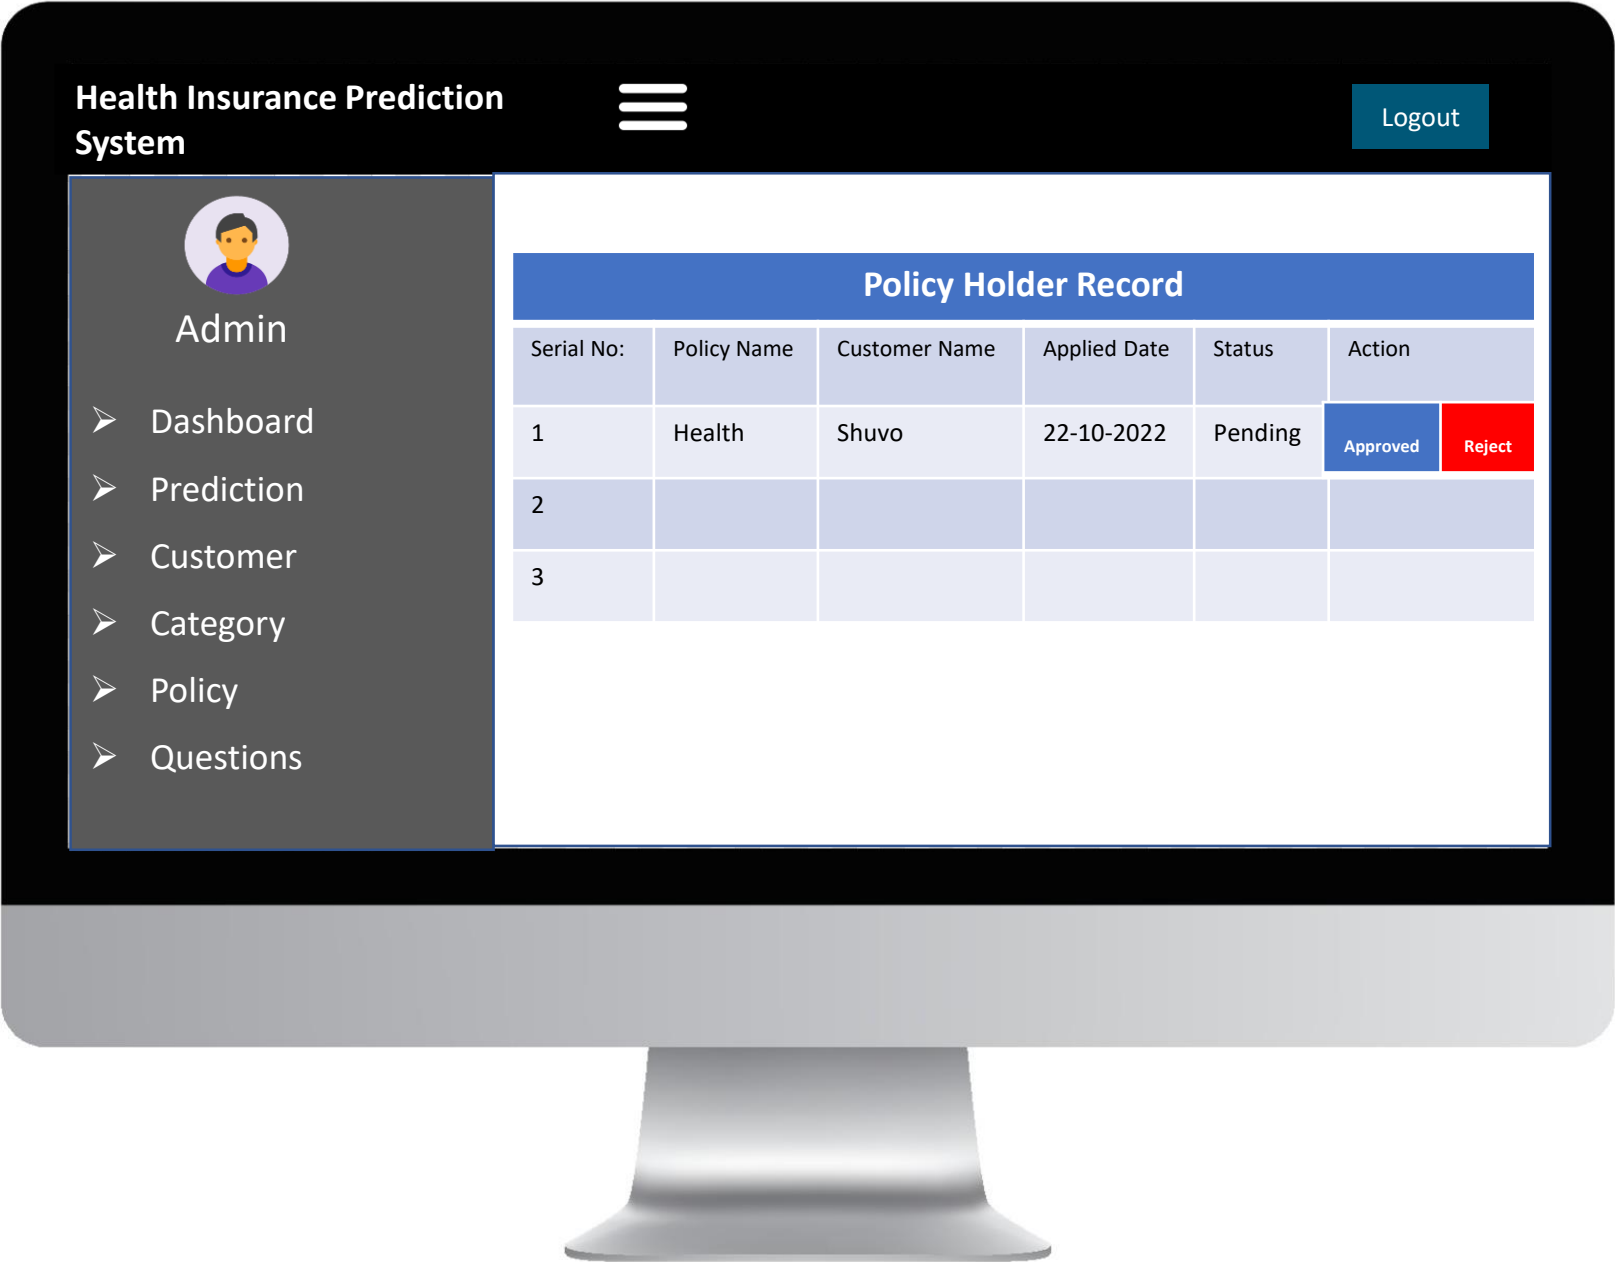 Health Insurance Prediction
System
Logout
Admin
Dashboard
Prediction
Customer
Category
Policy
Questions
Policy Holder Record
Serial No: Policy Name Customer Name Applied Date Status Action
1 Health Shuvo 22-10-2022 Pending Approved Reject
2
3